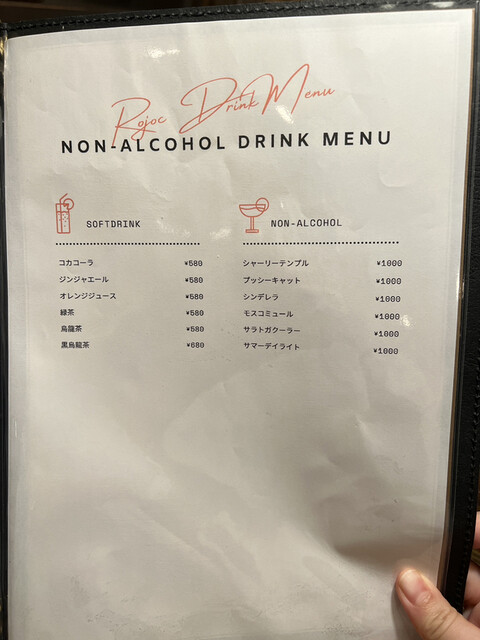 Rojoc Drink Menu
NON-ALCOHOL DRINK MENU
SOFTDRINK
コカコーラ ¥580
ジンジャエール ¥580
オレンジジュース ¥580
緑茶 ¥580
烏龍茶 ¥580
黒烏龍茶 ¥680
NON-ALCOHOL
シャーリーテンプル ¥1000
プッシーキャット ¥1000
シンデレラ ¥1000
モスコミュール ¥1000
サラトガクーラー ¥1000
サマーデイライト ¥1000